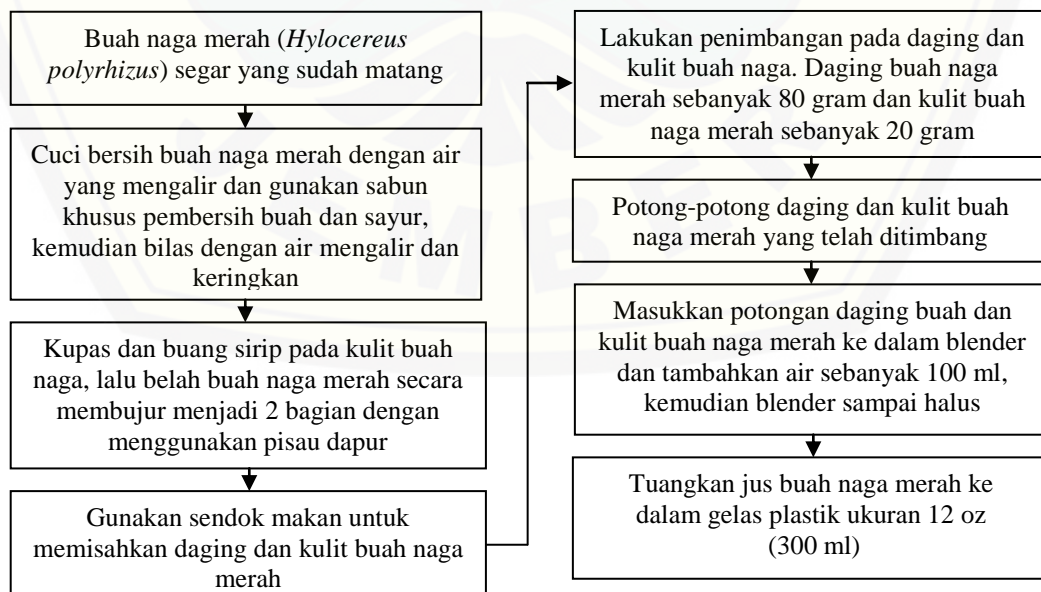 Buah naga merah (Hylocereus
polyrhizus) segar yang sudah matang
Cuci bersih buah naga merah dengan air
yang mengalir dan gunakan sabun
khusus pembersih buah dan sayur,
kemudian bilas dengan air mengalir dan
keringkan
Kupas dan buang sirip pada kulit buah
naga, lalu belah buah naga merah secara
membujur menjadi 2 bagian dengan
menggunakan pisau dapur
Gunakan sendok makan untuk
memisahkan daging dan kulit buah naga
merah
Lakukan penimbangan pada daging dan
kulit buah naga. Daging buah naga
merah sebanyak 80 gram dan kulit buah
naga merah sebanyak 20 gram
Potong-potong daging dan kulit buah
naga merah yang telah ditimbang
Masukkan potongan daging buah dan
kulit buah naga merah ke dalam blender
dan tambahkan air sebanyak 100 ml,
kemudian blender sampai halus
Tuangkan jus buah naga merah ke
dalam gelas plastik ukuran 12 oz
(300 ml)